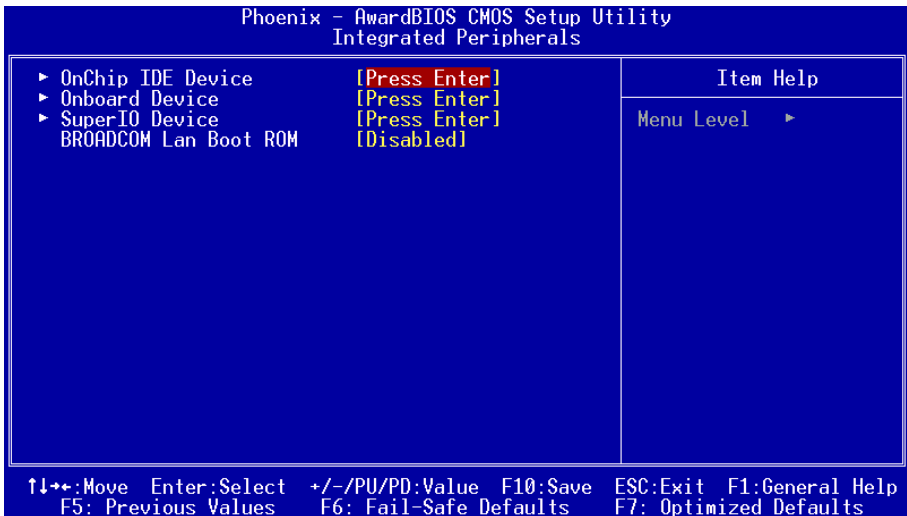 Phoenix - AwardBIOS CMOS Setup Utility
Integrated Peripherals
► OnChip IDE Device [Press Enter]
► Onboard Device [Press Enter]
► SuperIO Device [Press Enter]
BROADCOM Lan Boot ROM [Disabled]
Item Help
Menu Level ►
↑↓→←:Move Enter:Select +/-/PU/PD:Value F10:Save ESC:Exit F1:General Help
F5: Previous Values F6: Fail-Safe Defaults F7: Optimized Defaults